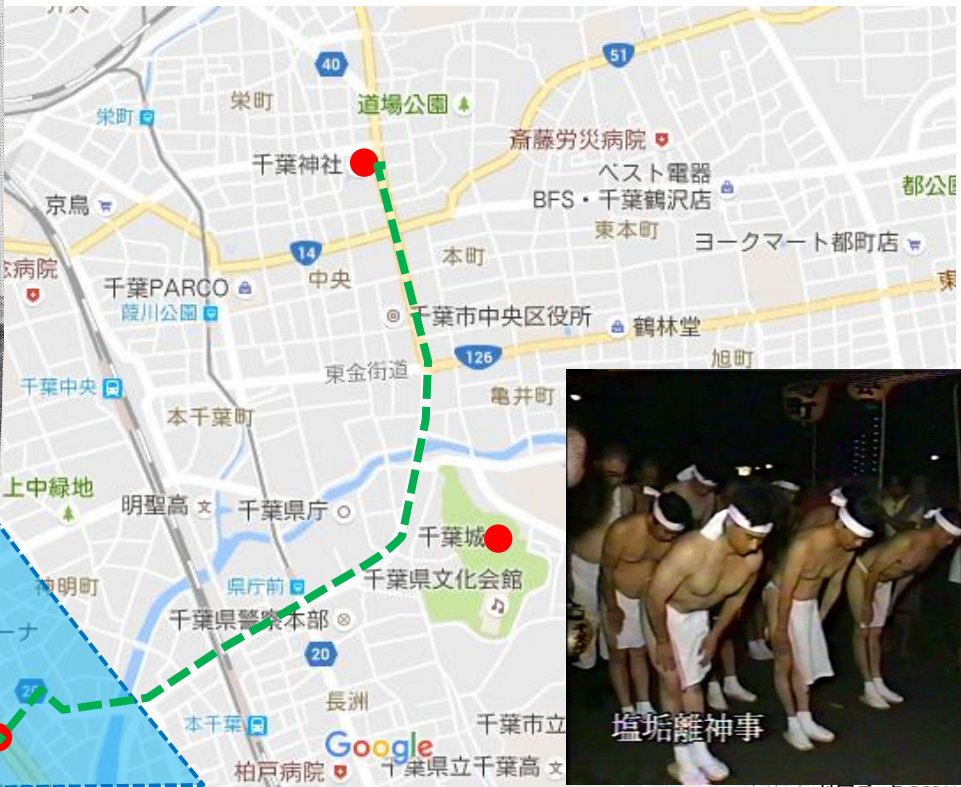 40
51
栄町
道場公園
栄町
斎藤労災病院
千葉神社
ベスト電器
BFS・千葉鶴沢店
都公
京鳥
東本町
ヨークマート都町店
14
本町
病院
中央
千葉PARCO
東
葭川公園
千葉市中央区役所
鶴林堂
126
旭町
東金街道
千葉中央
亀井町
本千葉町
町
上中緑地
明聖高
千葉県庁
千葉城
千葉県文化会館
神明町
県庁前
ーナ
千葉県警察本部
20
20
長洲
本千葉
千葉市立
塩垢離神事
Google
柏戸病院
千葉県立千葉高